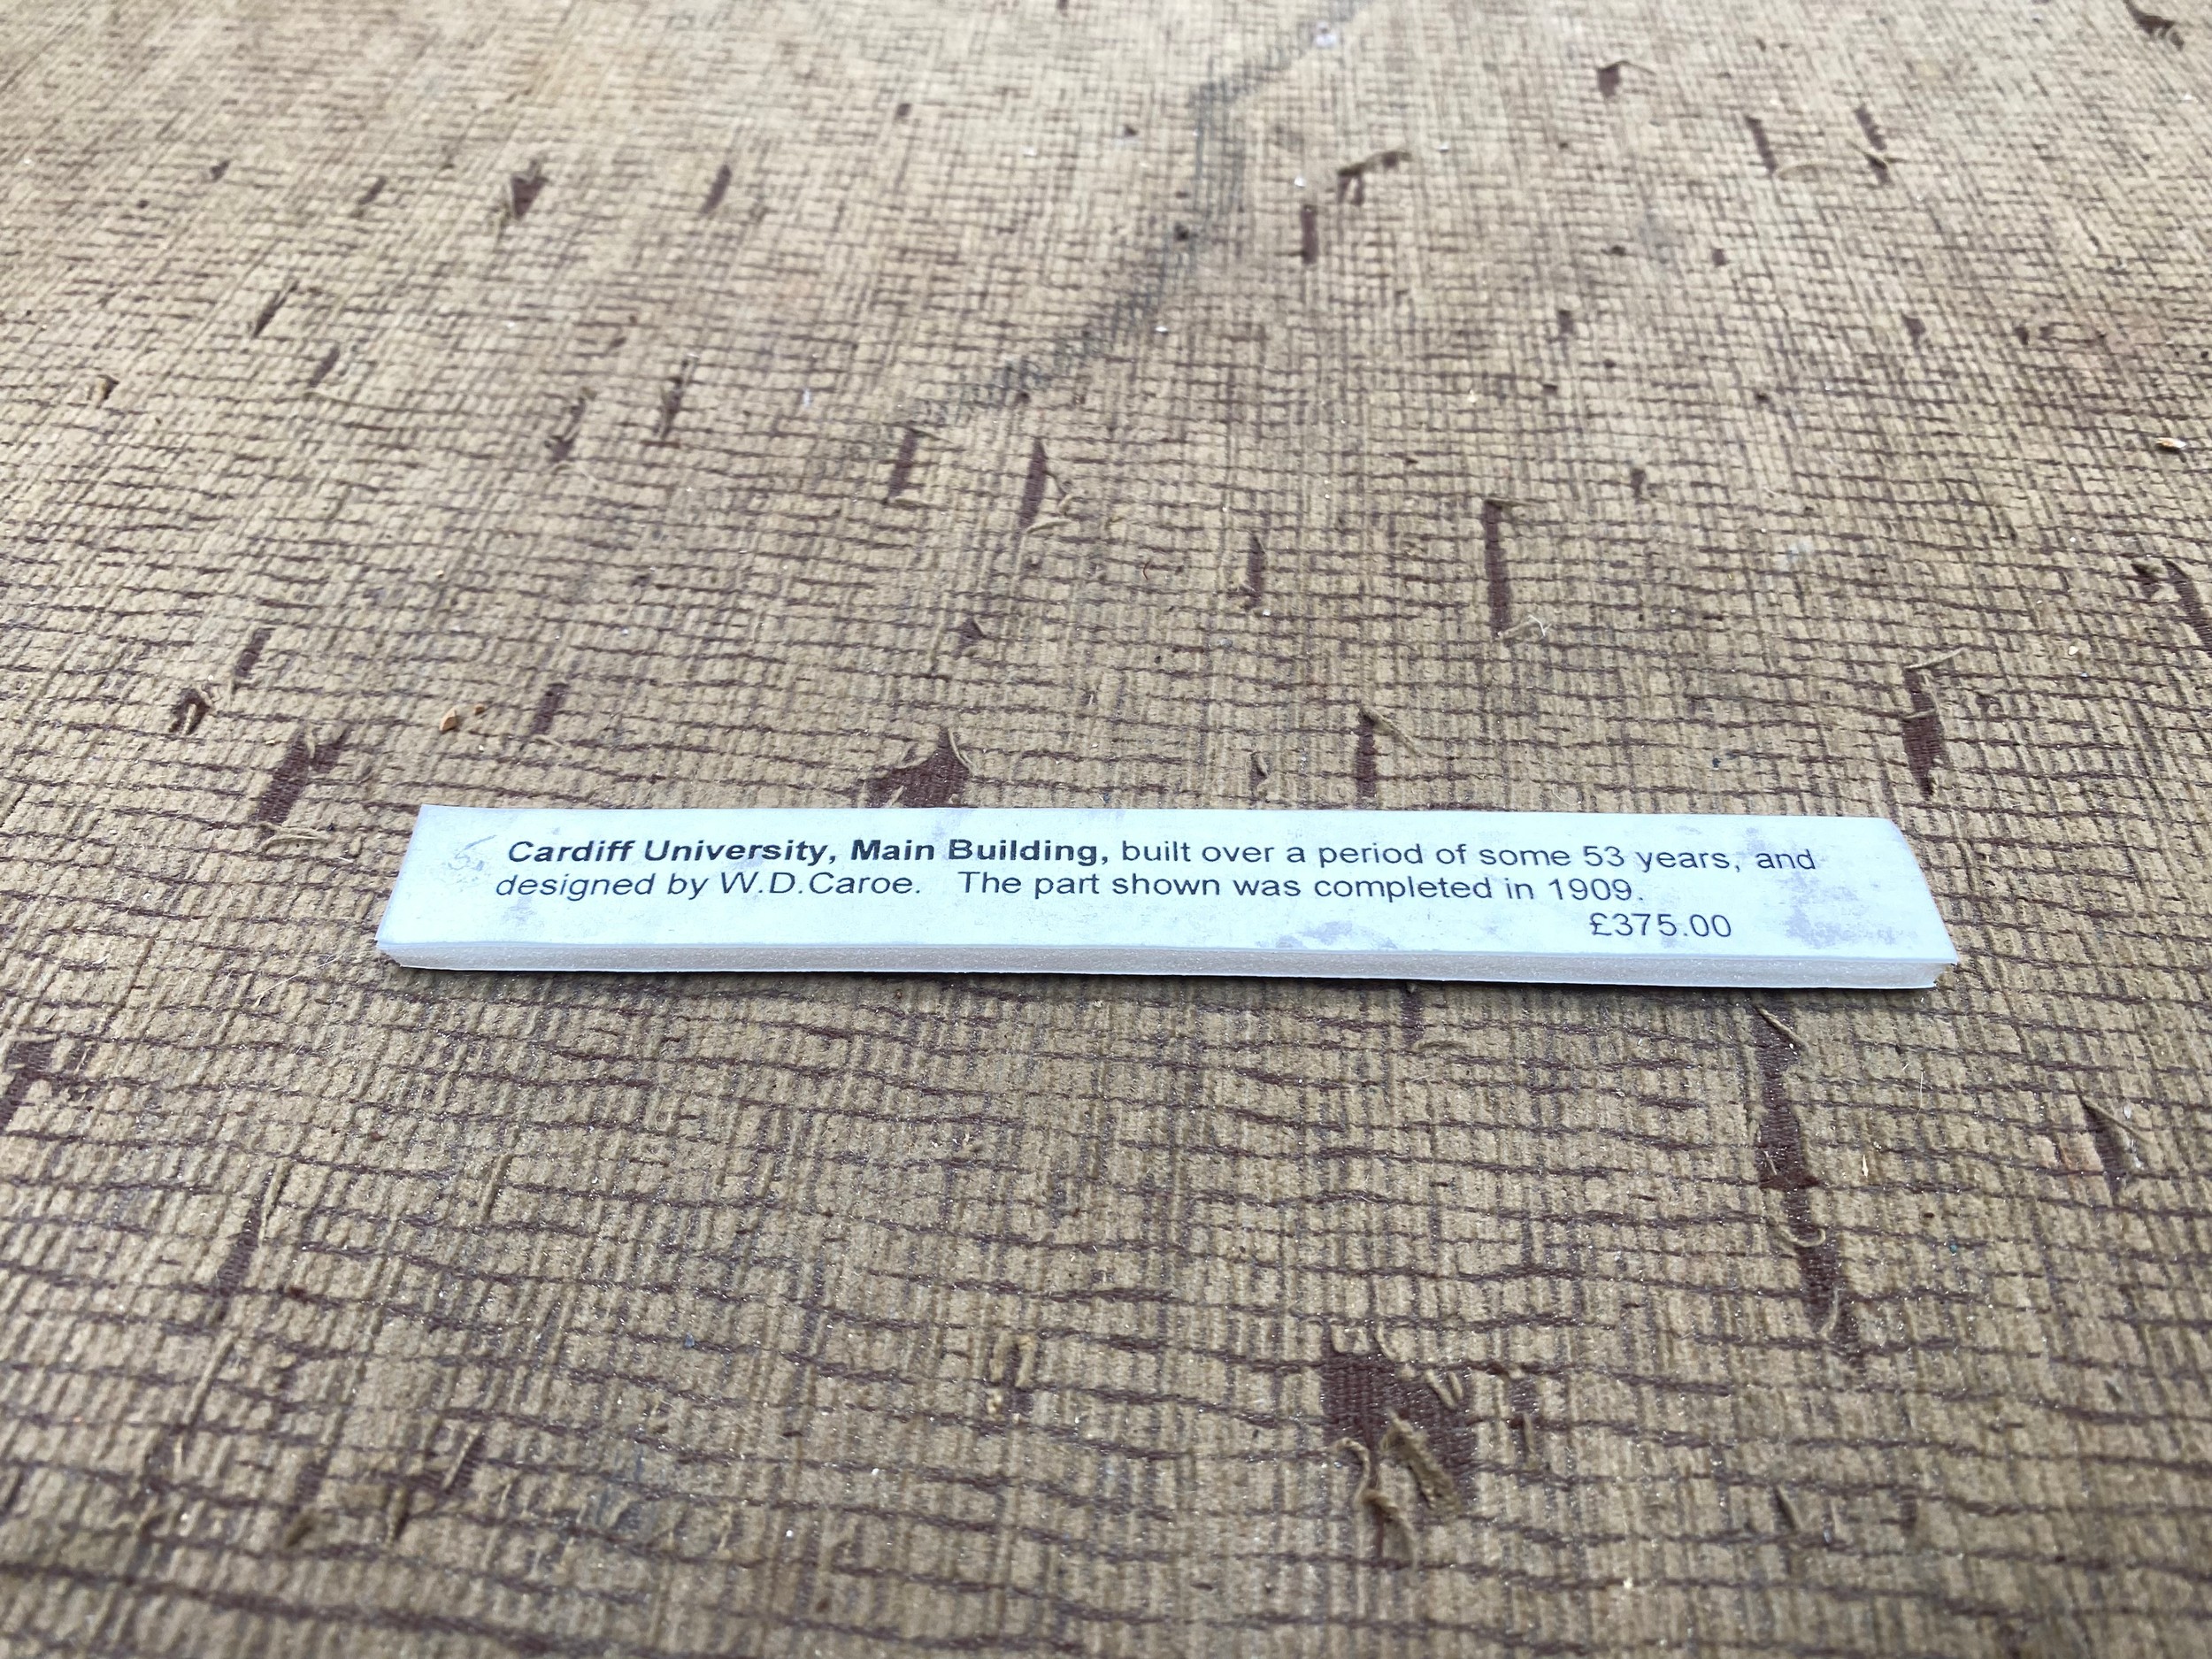 Cardiff University, Main Building, built over a period of some 53 years, and
designed by W.D.Caroe. The part shown was completed in 1909.
£375.00